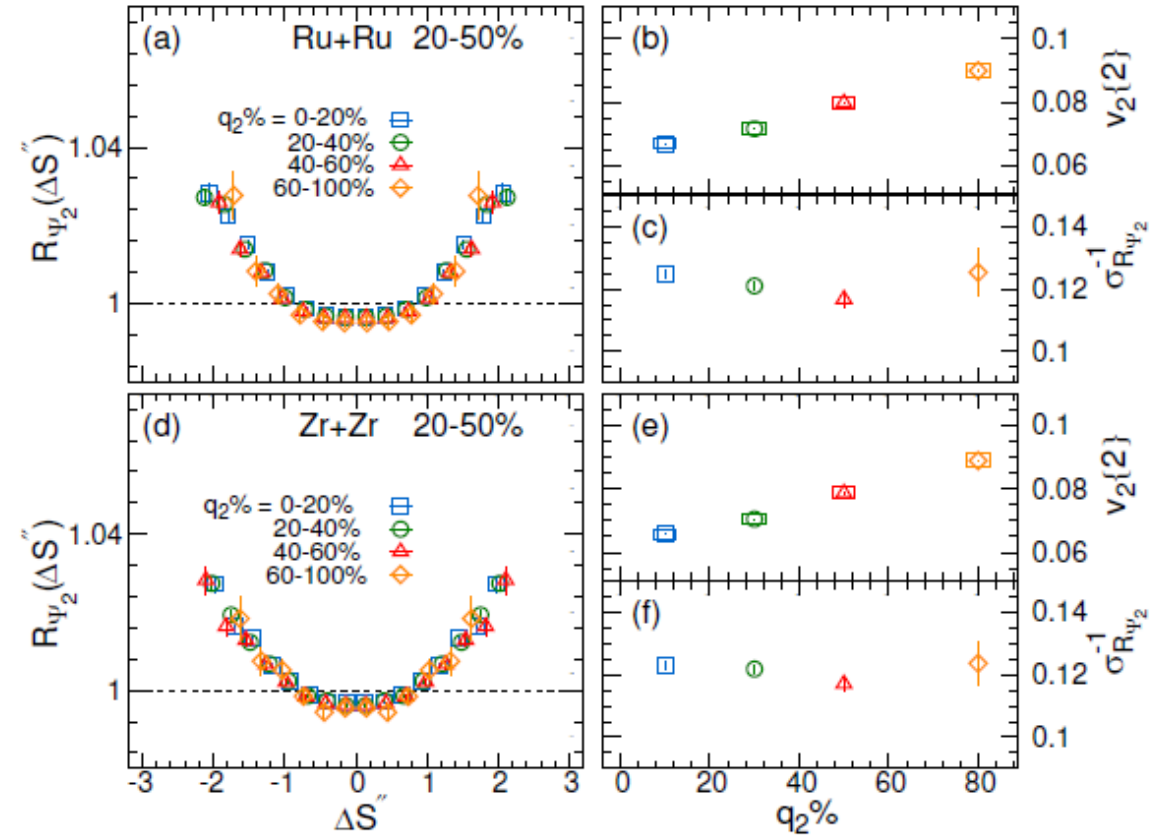 (a) Ru+Ru 20-50%
q₂% = 0-20%
20-40%
40-60%
60-100%
R_Ψ₂(ΔS″)
1.04
1
(b)
0.1
0.08
0.06
v₂{2}
(c)
0.14
0.12
0.1
σ⁻¹_R_Ψ₂
(d) Zr+Zr 20-50%
q₂% = 0-20%
20-40%
40-60%
60-100%
R_Ψ₂(ΔS″)
1.04
1
-3 -2 -1 0 1 2 3
ΔS″
(e)
0.1
0.08
0.06
v₂{2}
(f)
0.14
0.12
0.1
σ⁻¹_R_Ψ₂
0 20 40 60 80
q₂%